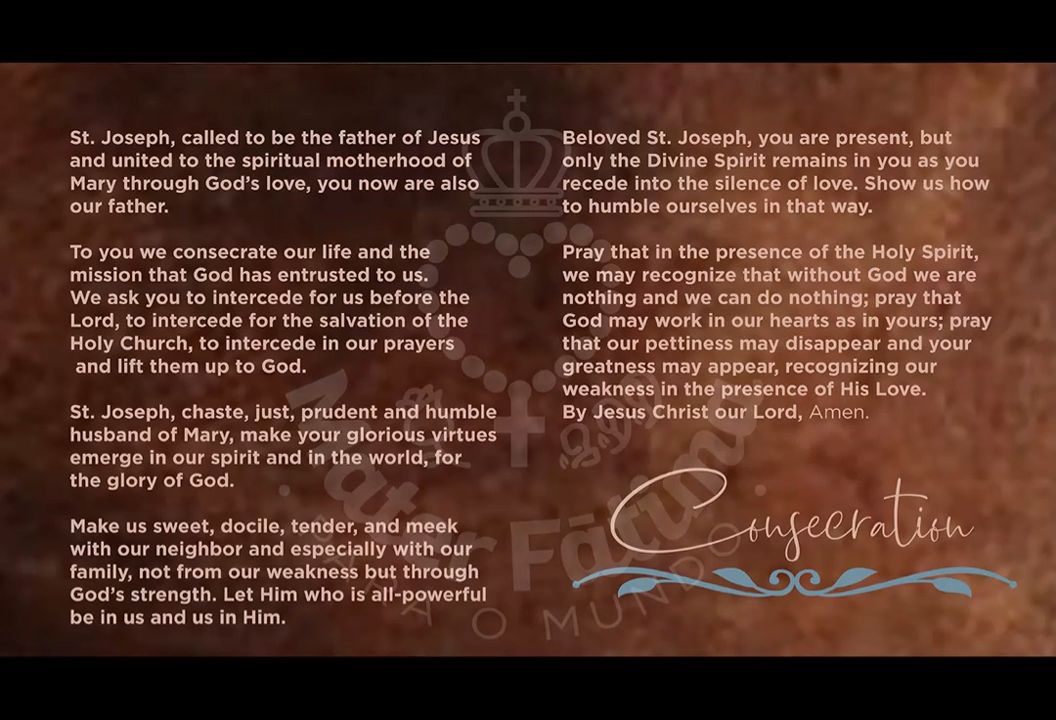 St. Joseph, called to be the father of Jesus
and united to the spiritual motherhood of
Mary through God's love, you now are also
our father.
To you we consecrate our life and the
mission that God has entrusted to us.
We ask you to intercede for us before the
Lord, to intercede for the salvation of the
Holy Church, to intercede in our prayers
and lift them up to God.
St. Joseph, chaste, just, prudent and humble
husband of Mary, make your glorious virtues
emerge in our spirit and in the world, for
the glory of God.
Make us sweet, docile, tender, and meek
with our neighbor and especially with our
family, not from our weakness but through
God's strength. Let Him who is all-powerful
be in us and us in Him.
Beloved St. Joseph, you are present, but
only the Divine Spirit remains in you as you
recede into the silence of love. Show us how
to humble ourselves in that way.
Pray that in the presence of the Holy Spirit,
we may recognize that without God we are
nothing and we can do nothing; pray that
God may work in our hearts as in yours; pray
that our pettiness may disappear and your
greatness may appear, recognizing our
weakness in the presence of His Love.
By Jesus Christ our Lord, Amen.
Consecration
Mater Fátima
PARA O MUNDO